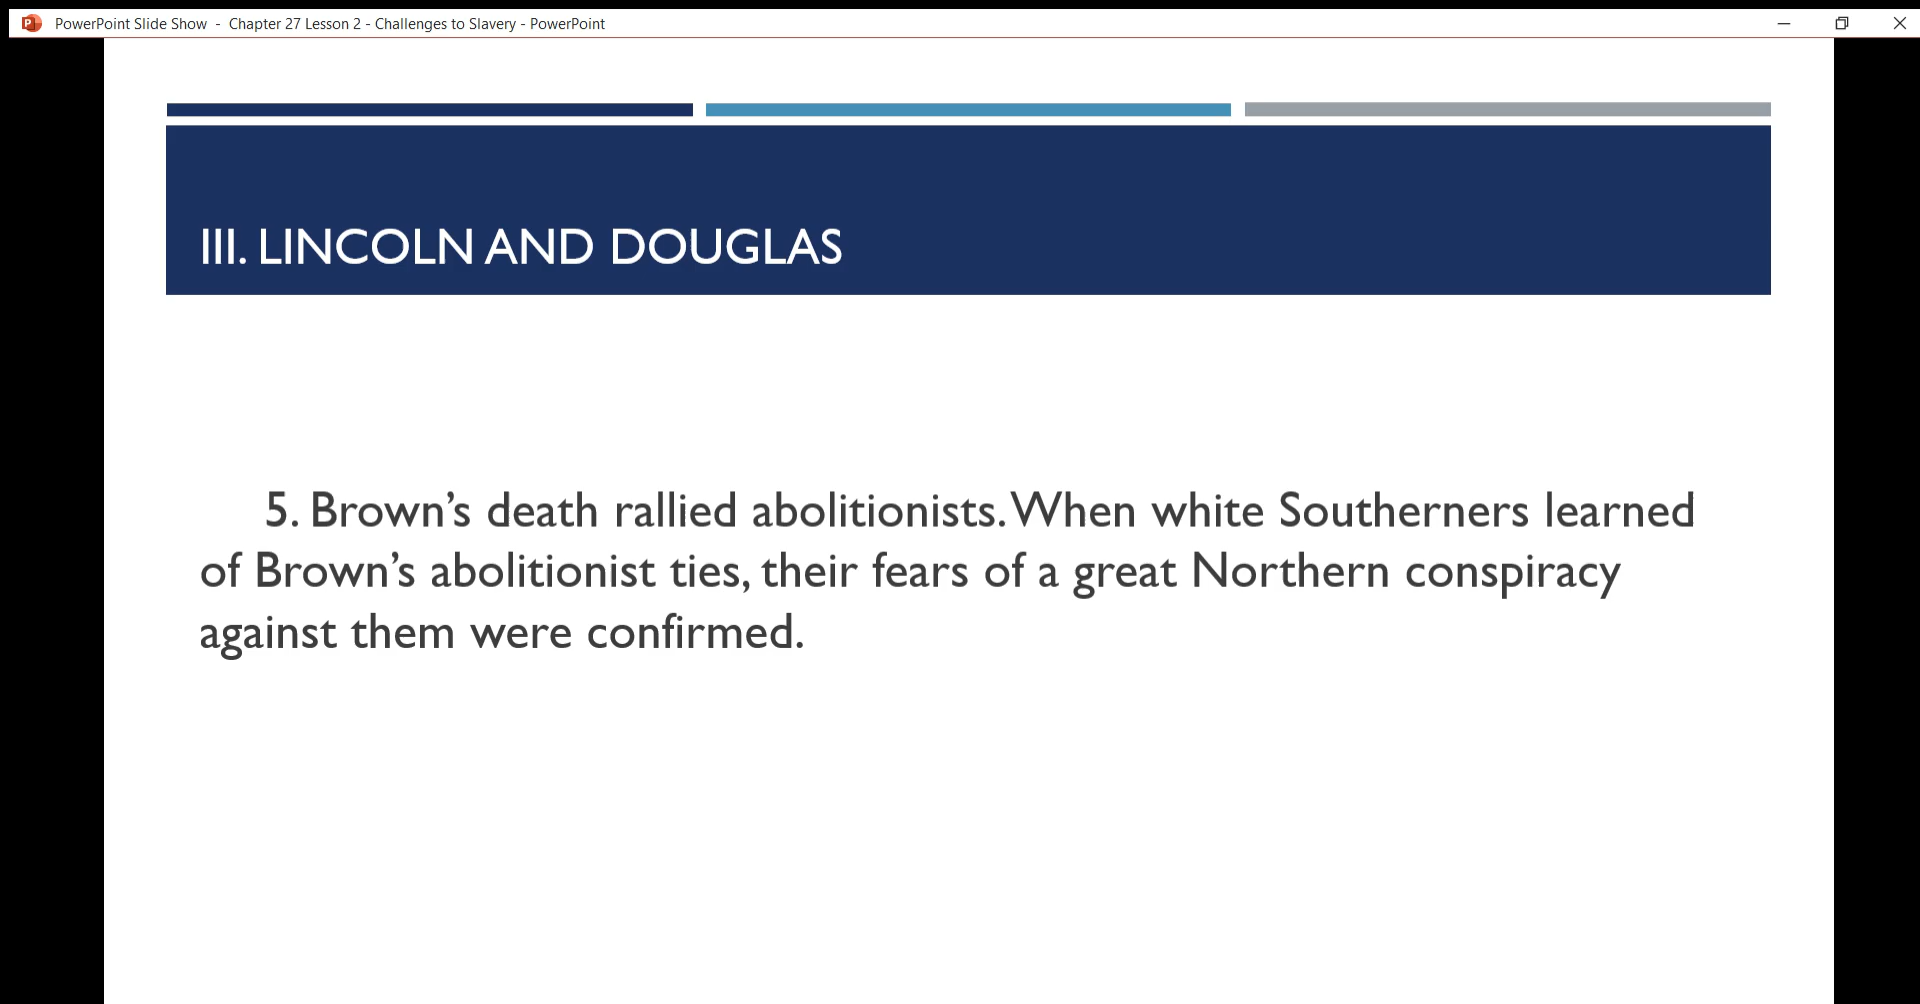 PowerPoint Slide Show - Chapter 27 Lesson 2 - Challenges to Slavery - PowerPoint
III. LINCOLN AND DOUGLAS
5. Brown’s death rallied abolitionists. When white Southerners learned
of Brown’s abolitionist ties, their fears of a great Northern conspiracy
against them were confirmed.